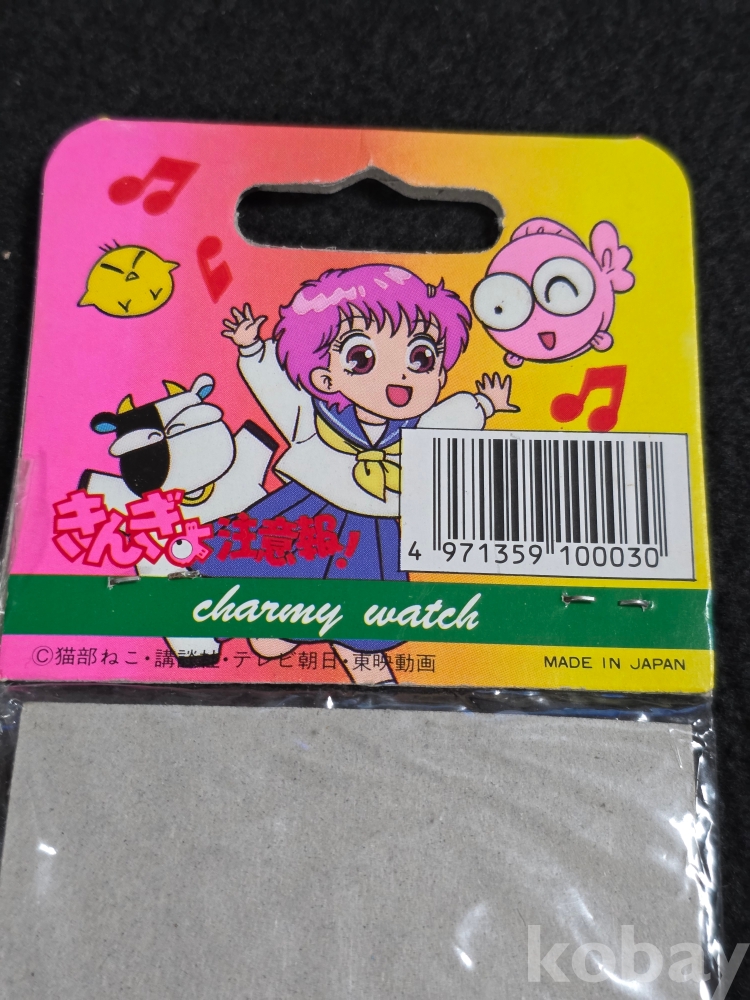 きんぎょ注意報!
4 971359 100030
charmy watch
©猫部ねこ・講談社・テレビ朝日・東映動画
MADE IN JAPAN
kobay